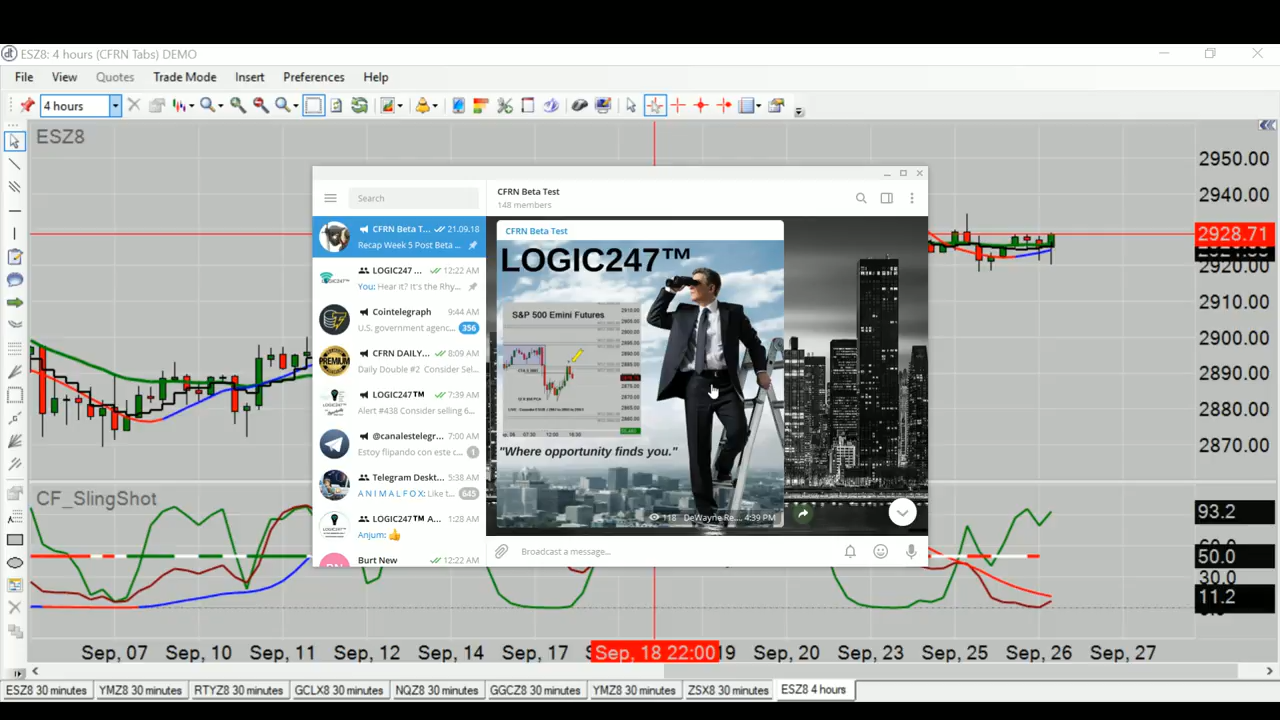 ESZ8: 4 hours (CFRN Tabs) DEMO
File View Quotes Trade Mode Insert Preferences Help
4 hours
ESZ8
2950.00
2940.00
2928.71
2920.00
2910.00
2900.00
2890.00
2880.00
2870.00
Search
CFRN Beta Test
148 members
CFRN Beta T... 21.09.18
Recap Week 5 Post Beta ...
LOGIC247 ... 12:22 AM
You: Hear it? It's the Rhy...
Cointelegraph 9:44 AM
U.S. government agenc... 356
CFRN DAILY... 8:09 AM
Daily Double #2 Consider Sel...
LOGIC247™ 7:39 AM
Alert #438 Consider selling 6...
@canalestelegr... 7:00 AM
Estoy flipando con este c... 1
Telegram Deskt... 5:38 AM
A N I M A L F O X: Like t... 645
LOGIC247™ A... 1:28 AM
Anjum: 👍
Burt New 12:22 AM
CFRN Beta Test
LOGIC247™
S&P 500 Emini Futures
"Where opportunity finds you."
118 DeWayne Re..., 4:39 PM
Broadcast a message...
CF_SlingShot
93.2
50.0
30.0
11.2
Sep, 07 Sep, 10 Sep, 11 Sep, 12 Sep, 13 Sep, 14 Sep, 17 Sep, 18 22:00 19 Sep, 20 Sep, 23 Sep, 25 Sep, 26 Sep, 27
ESZ8 30 minutes YMZ8 30 minutes RTYZ8 30 minutes GCLX8 30 minutes NQZ8 30 minutes GGCZ8 30 minutes YMZ8 30 minutes ZSX8 30 minutes ESZ8 4 hours